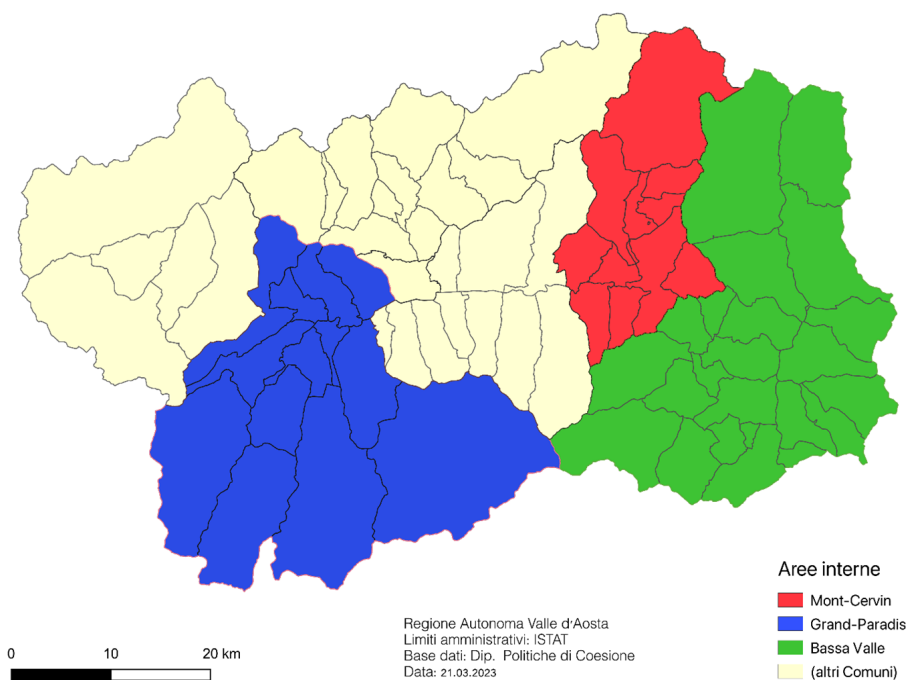 Aree interne
Mont-Cervin
Grand-Paradis
Bassa Valle
(altri Comuni)
Regione Autonoma Valle d'Aosta
Limiti amministrativi: ISTAT
Base dati: Dip. Politiche di Coesione
Data: 21.03.2023
0 10 20 km